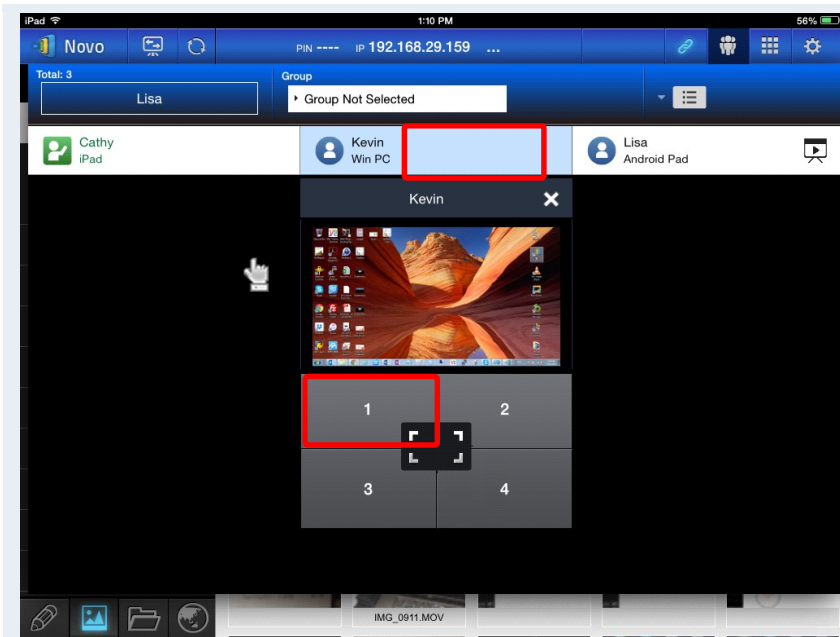 iPad 1:10 PM 56%
Novo PIN ---- IP 192.168.29.159 ...
Total: 3 Group
Lisa Group Not Selected
Cathy Kevin Lisa
iPad Win PC Android Pad
Kevin
1 2
3 4
IMG_0911.MOV